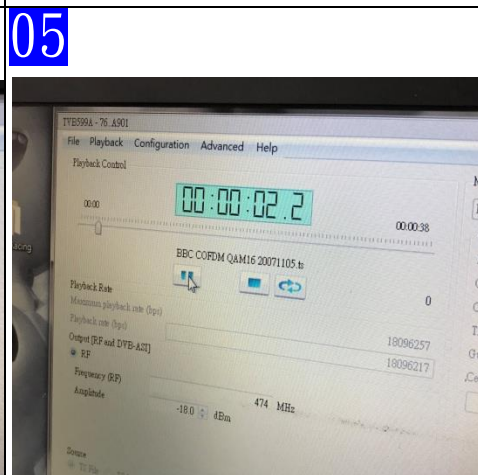 05
TVB599A - 76_A901
File Playback Configuration Advanced Help
Playback Control
00:00:02.2
00:00
00:00:38
BBC COFDM QAM16 20071105.ts
0
Playback Rate
Maximum playback rate (bps)
18096257
Playback rate (bps)
18096217
Output [RF and DVB-ASI]
RF
Frequency (RF)
474 MHz
Amplitude
-18.0 dBm
Source